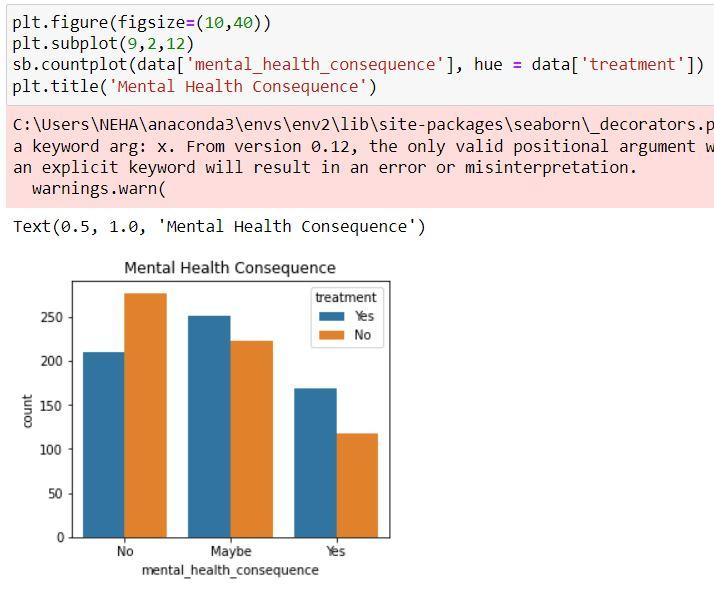 plt.figure(figsize=(10,40))
plt.subplot(9,2,12)
sb.countplot(data['mental_health_consequence'], hue = data['treatment'])
plt.title('Mental Health Consequence')
C:\Users\NEHA\anaconda3\envs\env2\lib\site-packages\seaborn\_decorators.p
a keyword arg: x. From version 0.12, the only valid positional argument w
an explicit keyword will result in an error or misinterpretation.
warnings.warn(
Text(0.5, 1.0, 'Mental Health Consequence')
Mental Health Consequence
treatment
Yes
No
250
200
150
100
50
0
count
No Maybe Yes
mental_health_consequence